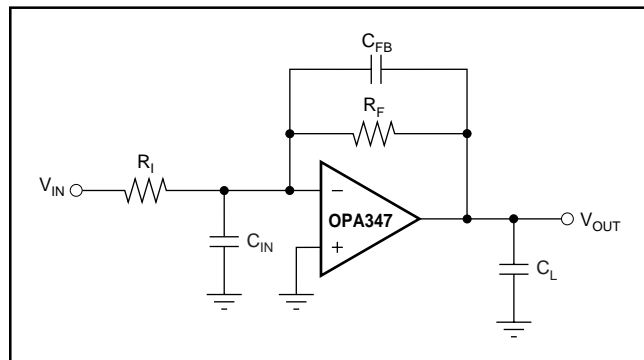 C_FB
R_F
R_I
V_IN
−
OPA347
+
C_IN
V_OUT
C_L